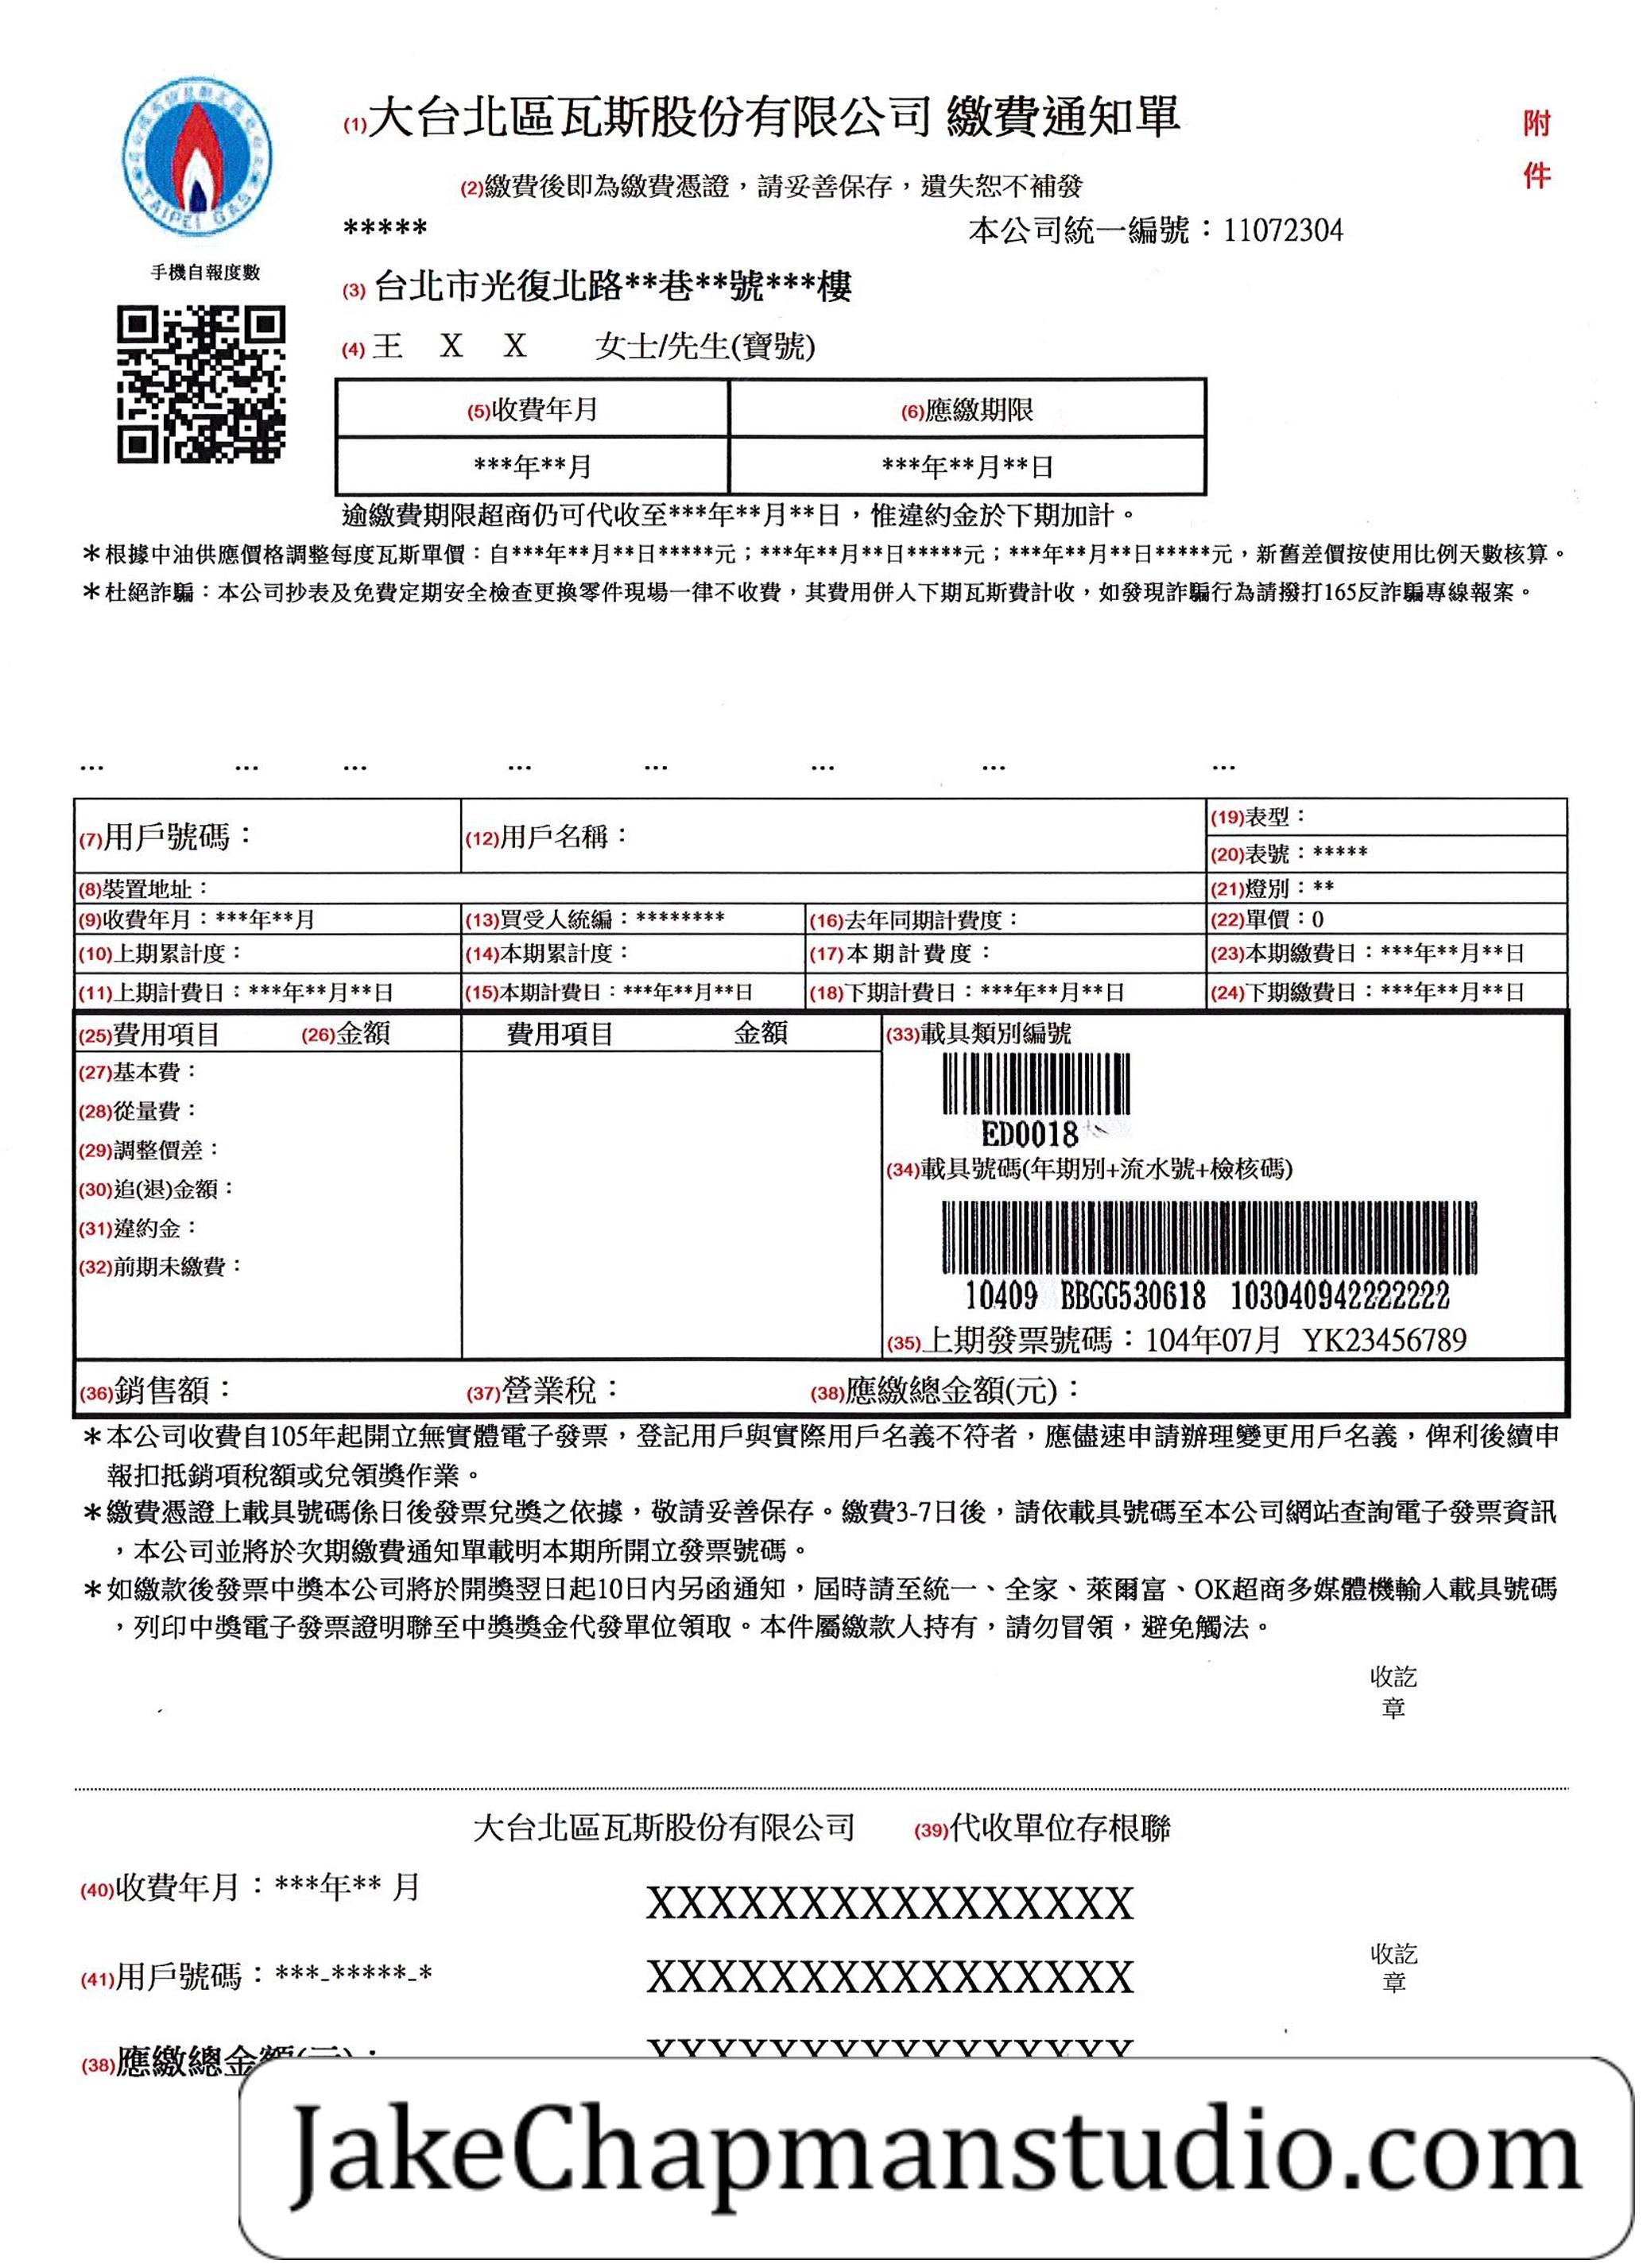 (1)大台北區瓦斯股份有限公司 繳費通知單
附件
(2)繳費後即為繳費憑證，請妥善保存，遺失恕不補發
*****
本公司統一編號：11072304
TAIPEI GAS
手機自報度數
(3) 台北市光復北路**巷**號***樓
(4) 王 X X 女士/先生(寶號)
(5)收費年月 (6)應繳期限
***年**月 ***年**月**日
逾繳費期限超商仍可代收至***年**月**日，惟違約金於下期加計。
＊根據中油供應價格調整每度瓦斯單價：自***年**月**日*****元；***年**月**日*****元；***年**月**日*****元，新舊差價按使用比例天數核算。
＊杜絕詐騙：本公司抄表及免費定期安全檢查更換零件現場一律不收費，其費用併入下期瓦斯費計收，如發現詐騙行為請撥打165反詐騙專線報案。
... ... ... ... ... ... ... ...
(7)用戶號碼： (12)用戶名稱： (19)表型：
(20)表號：*****
(8)裝置地址： (21)燈別：**
(9)收費年月：***年**月 (13)買受人統編：******** (16)去年同期計費度： (22)單價：0
(10)上期累計度： (14)本期累計度： (17)本期計費度： (23)本期繳費日：***年**月**日
(11)上期計費日：***年**月**日 (15)本期計費日：***年**月**日 (18)下期計費日：***年**月**日 (24)下期繳費日：***年**月**日
(25)費用項目 (26)金額 費用項目 金額 (33)載具類別編號
(27)基本費：
(28)從量費：
(29)調整價差：
(30)追(退)金額：
(31)違約金：
(32)前期未繳費：
ED0018
(34)載具號碼(年期別+流水號+檢核碼)
10409 BBGG530618 103040942222222
(35)上期發票號碼：104年07月 YK23456789
(36)銷售額： (37)營業稅： (38)應繳總金額(元)：
＊本公司收費自105年起開立無實體電子發票，登記用戶與實際用戶名義不符者，應儘速申請辦理變更用戶名義，俾利後續申
報扣抵銷項稅額或兌領獎作業。
＊繳費憑證上載具號碼係日後發票兌獎之依據，敬請妥善保存。繳費3-7日後，請依載具號碼至本公司網站查詢電子發票資訊
，本公司並將於次期繳費通知單載明本期所開立發票號碼。
＊如繳款後發票中獎本公司將於開獎翌日起10日內另函通知，屆時請至統一、全家、萊爾富、OK超商多媒體機輸入載具號碼
，列印中獎電子發票證明聯至中獎獎金代發單位領取。本件屬繳款人持有，請勿冒領，避免觸法。
收訖
章
大台北區瓦斯股份有限公司 (39)代收單位存根聯
(40)收費年月：***年** 月 XXXXXXXXXXXXXXXX
(41)用戶號碼：***-*****-* XXXXXXXXXXXXXXXX
收訖
章
(38)應繳總金額(元)： XXXXXXXXXXXXXXXX
JakeChapmanstudio.com